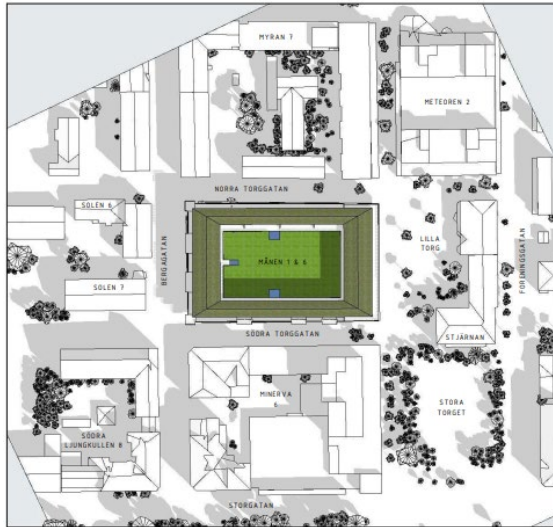 MYRAN 7
METEOREN 2
NORRA TORGGATAN
SOLEN 6
BERGAGATAN
LILLA
TORG
MÅNEN 1 & 6
FÖRENINGSGATAN
SOLEN 7
SÖDRA TORGGATAN
STJÄRNAN
MINERVA
STORA
TORGET
SÖDRA
LJUNGKULLEN 8
STORGATAN